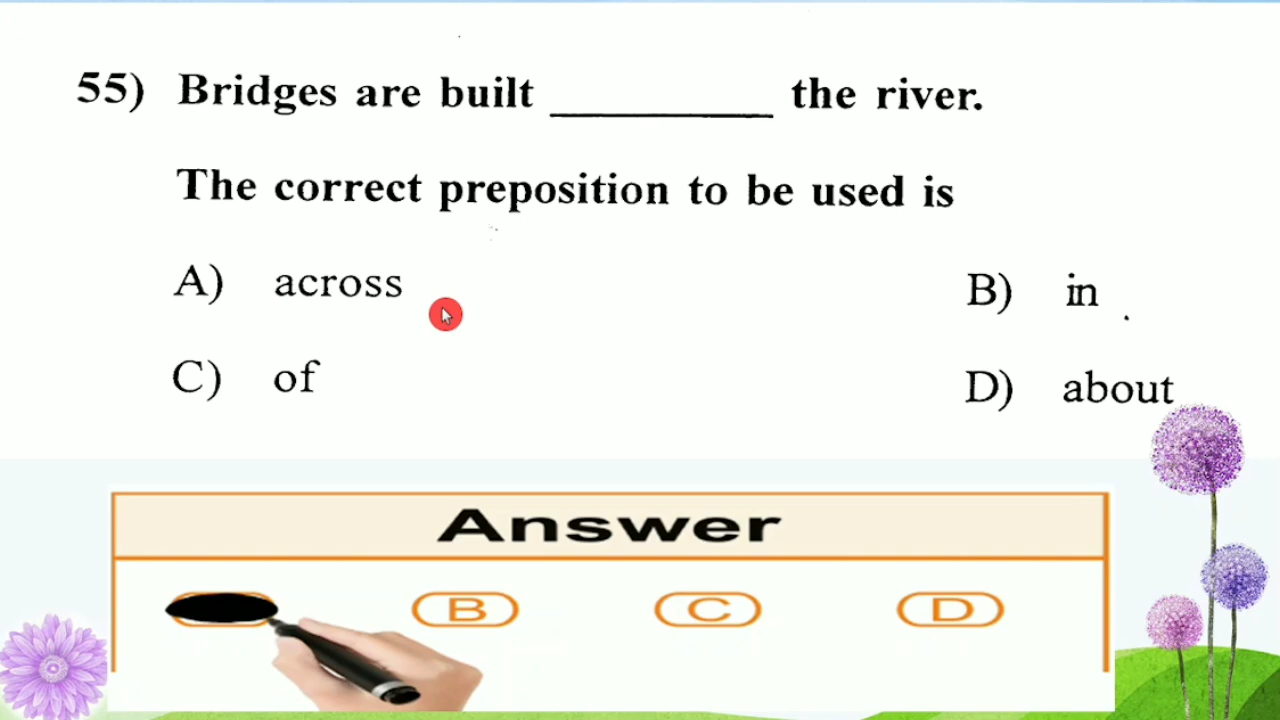 55) Bridges are built __________ the river.
The correct preposition to be used is
A) across B) in
C) of D) about
Answer
B C D